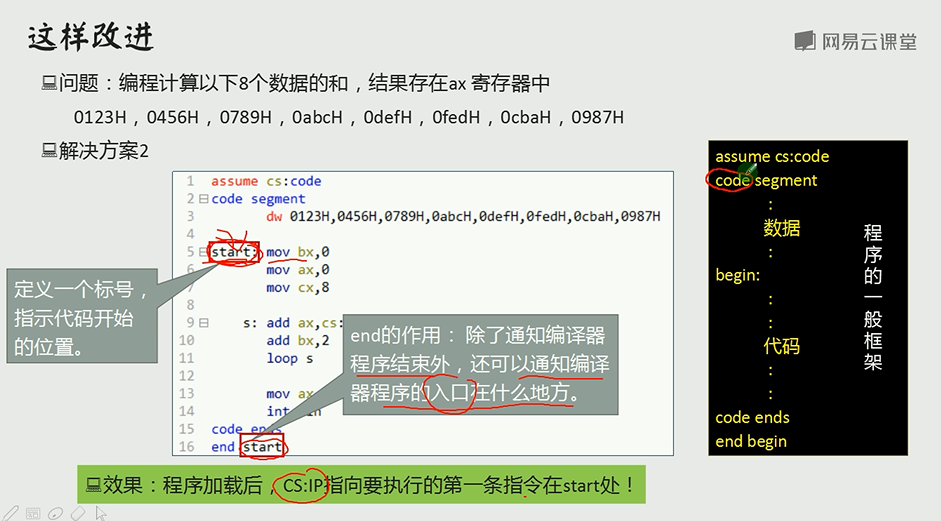 这样改进
网易云课堂
问题：编程计算以下8个数据的和，结果存在ax 寄存器中
0123H，0456H，0789H，0abcH，0defH，0fedH，0cbaH，0987H
解决方案2
1 assume cs:code
2 code segment
3 dw 0123H,0456H,0789H,0abcH,0defH,0fedH,0cbaH,0987H
4
5 start: mov bx,0
6 mov ax,0
7 mov cx,8
8
9 s: add ax,cs:
10 add bx,2
11 loop s
12
13 mov ax
14 int
15 code ends
16 end start
定义一个标号，
指示代码开始
的位置。
end的作用： 除了通知编译器
程序结束外，还可以通知编译
器程序的入口在什么地方。
assume cs:code
code segment
:
数据
:
begin:
:
:
代码
:
:
code ends
end begin
程序的一般框架
效果：程序加载后，CS:IP指向要执行的第一条指令在start处！